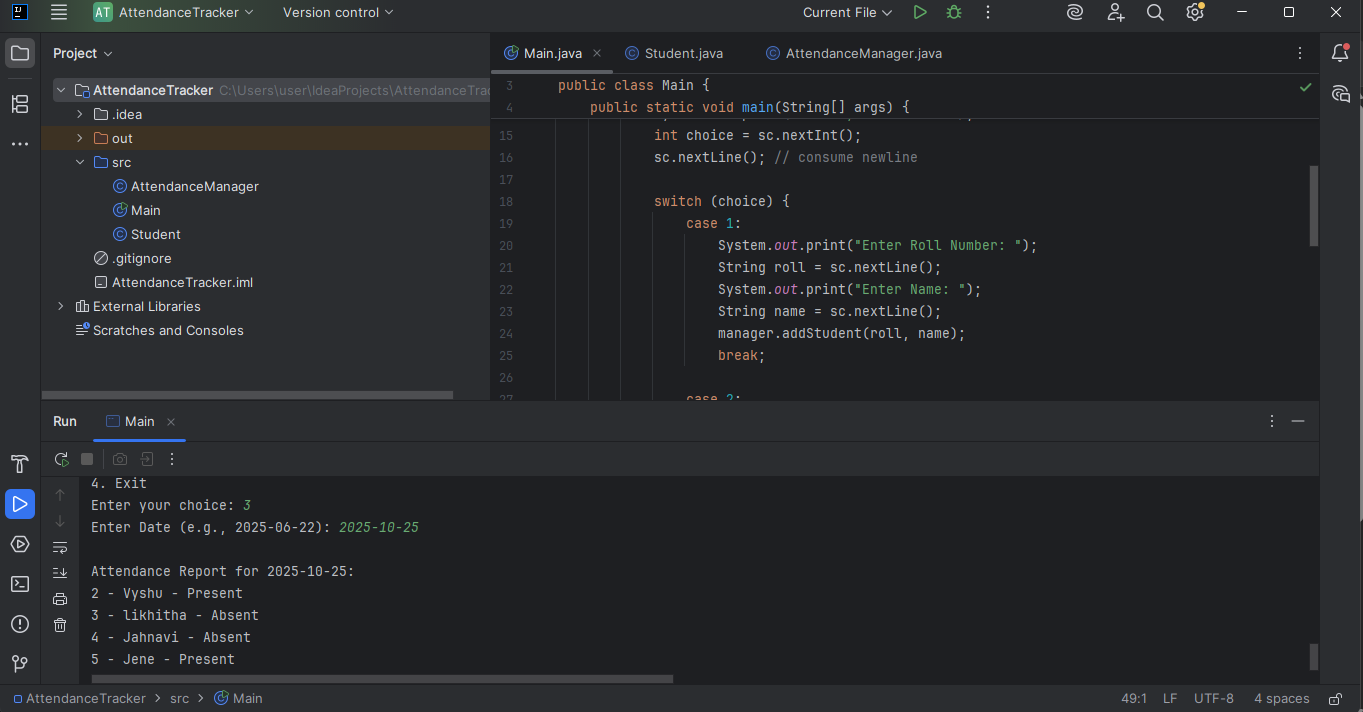 AT AttendanceTracker Version control Current File
Project
Main.java Student.java AttendanceManager.java
AttendanceTracker C:\Users\user\IdeaProjects\AttendanceTrac
.idea
out
src
AttendanceManager
Main
Student
.gitignore
AttendanceTracker.iml
External Libraries
Scratches and Consoles
3 public class Main {
4 public static void main(String[] args) {
15 int choice = sc.nextInt();
16 sc.nextLine(); // consume newline
17
18 switch (choice) {
19 case 1:
20 System.out.print("Enter Roll Number: ");
21 String roll = sc.nextLine();
22 System.out.print("Enter Name: ");
23 String name = sc.nextLine();
24 manager.addStudent(roll, name);
25 break;
26
27 case 2:
Run Main
4. Exit
Enter your choice: 3
Enter Date (e.g., 2025-06-22): 2025-10-25
Attendance Report for 2025-10-25:
2 - Vyshu - Present
3 - likhitha - Absent
4 - Jahnavi - Absent
5 - Jene - Present
AttendanceTracker > src > Main 49:1 LF UTF-8 4 spaces